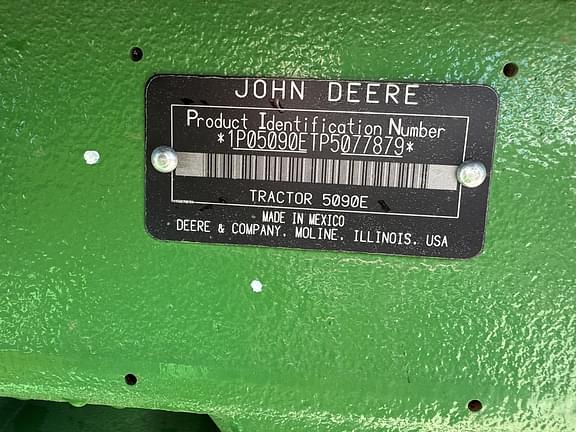 JOHN DEERE
Product Identification Number
*1P05090ETP5077879*
TRACTOR 5090E
MADE IN MEXICO
DEERE & COMPANY, MOLINE, ILLINOIS, USA